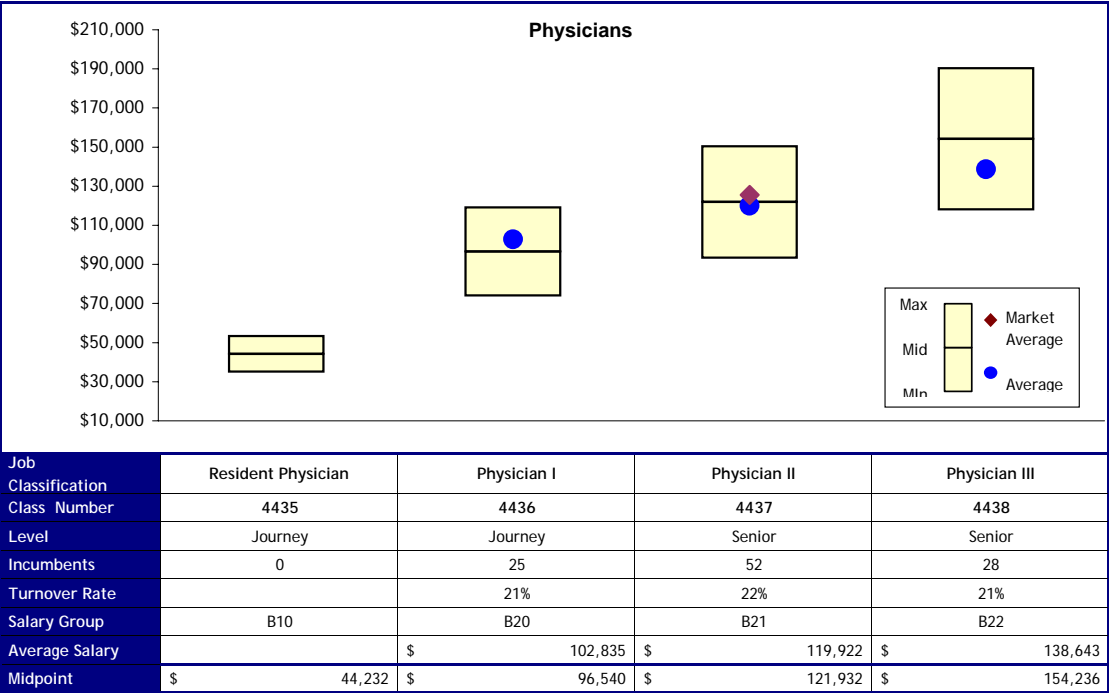 Physicians
$210,000
$190,000
$170,000
$150,000
$130,000
$110,000
$90,000
$70,000
$50,000
$30,000
$10,000
Max
Mid
MIn
Market
Average
Average
Job
Classification Resident Physician Physician I Physician II Physician III
Class Number 4435 4436 4437 4438
Level Journey Journey Senior Senior
Incumbents 0 25 52 28
Turnover Rate 21% 22% 21%
Salary Group B10 B20 B21 B22
Average Salary $ 102,835 $ 119,922 $ 138,643
Midpoint $ 44,232 $ 96,540 $ 121,932 $ 154,236